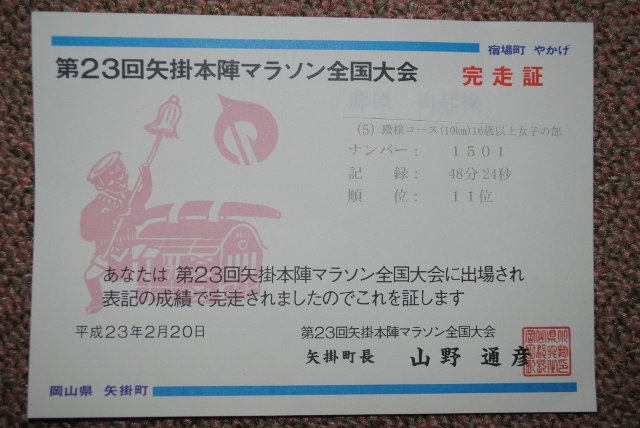 宿場町 やかげ
第23回矢掛本陣マラソン全国大会 完走証
(5) 殿様コース(10km)16歳以上女子の部
ナンバー： 1501
記 録： 48分24秒
順 位： 11位
あなたは 第23回矢掛本陣マラソン全国大会に出場され
表記の成績で完走されましたのでこれを証します
平成23年2月20日 第23回矢掛本陣マラソン全国大会
矢掛町長 山野 通彦
岡山県 矢掛町